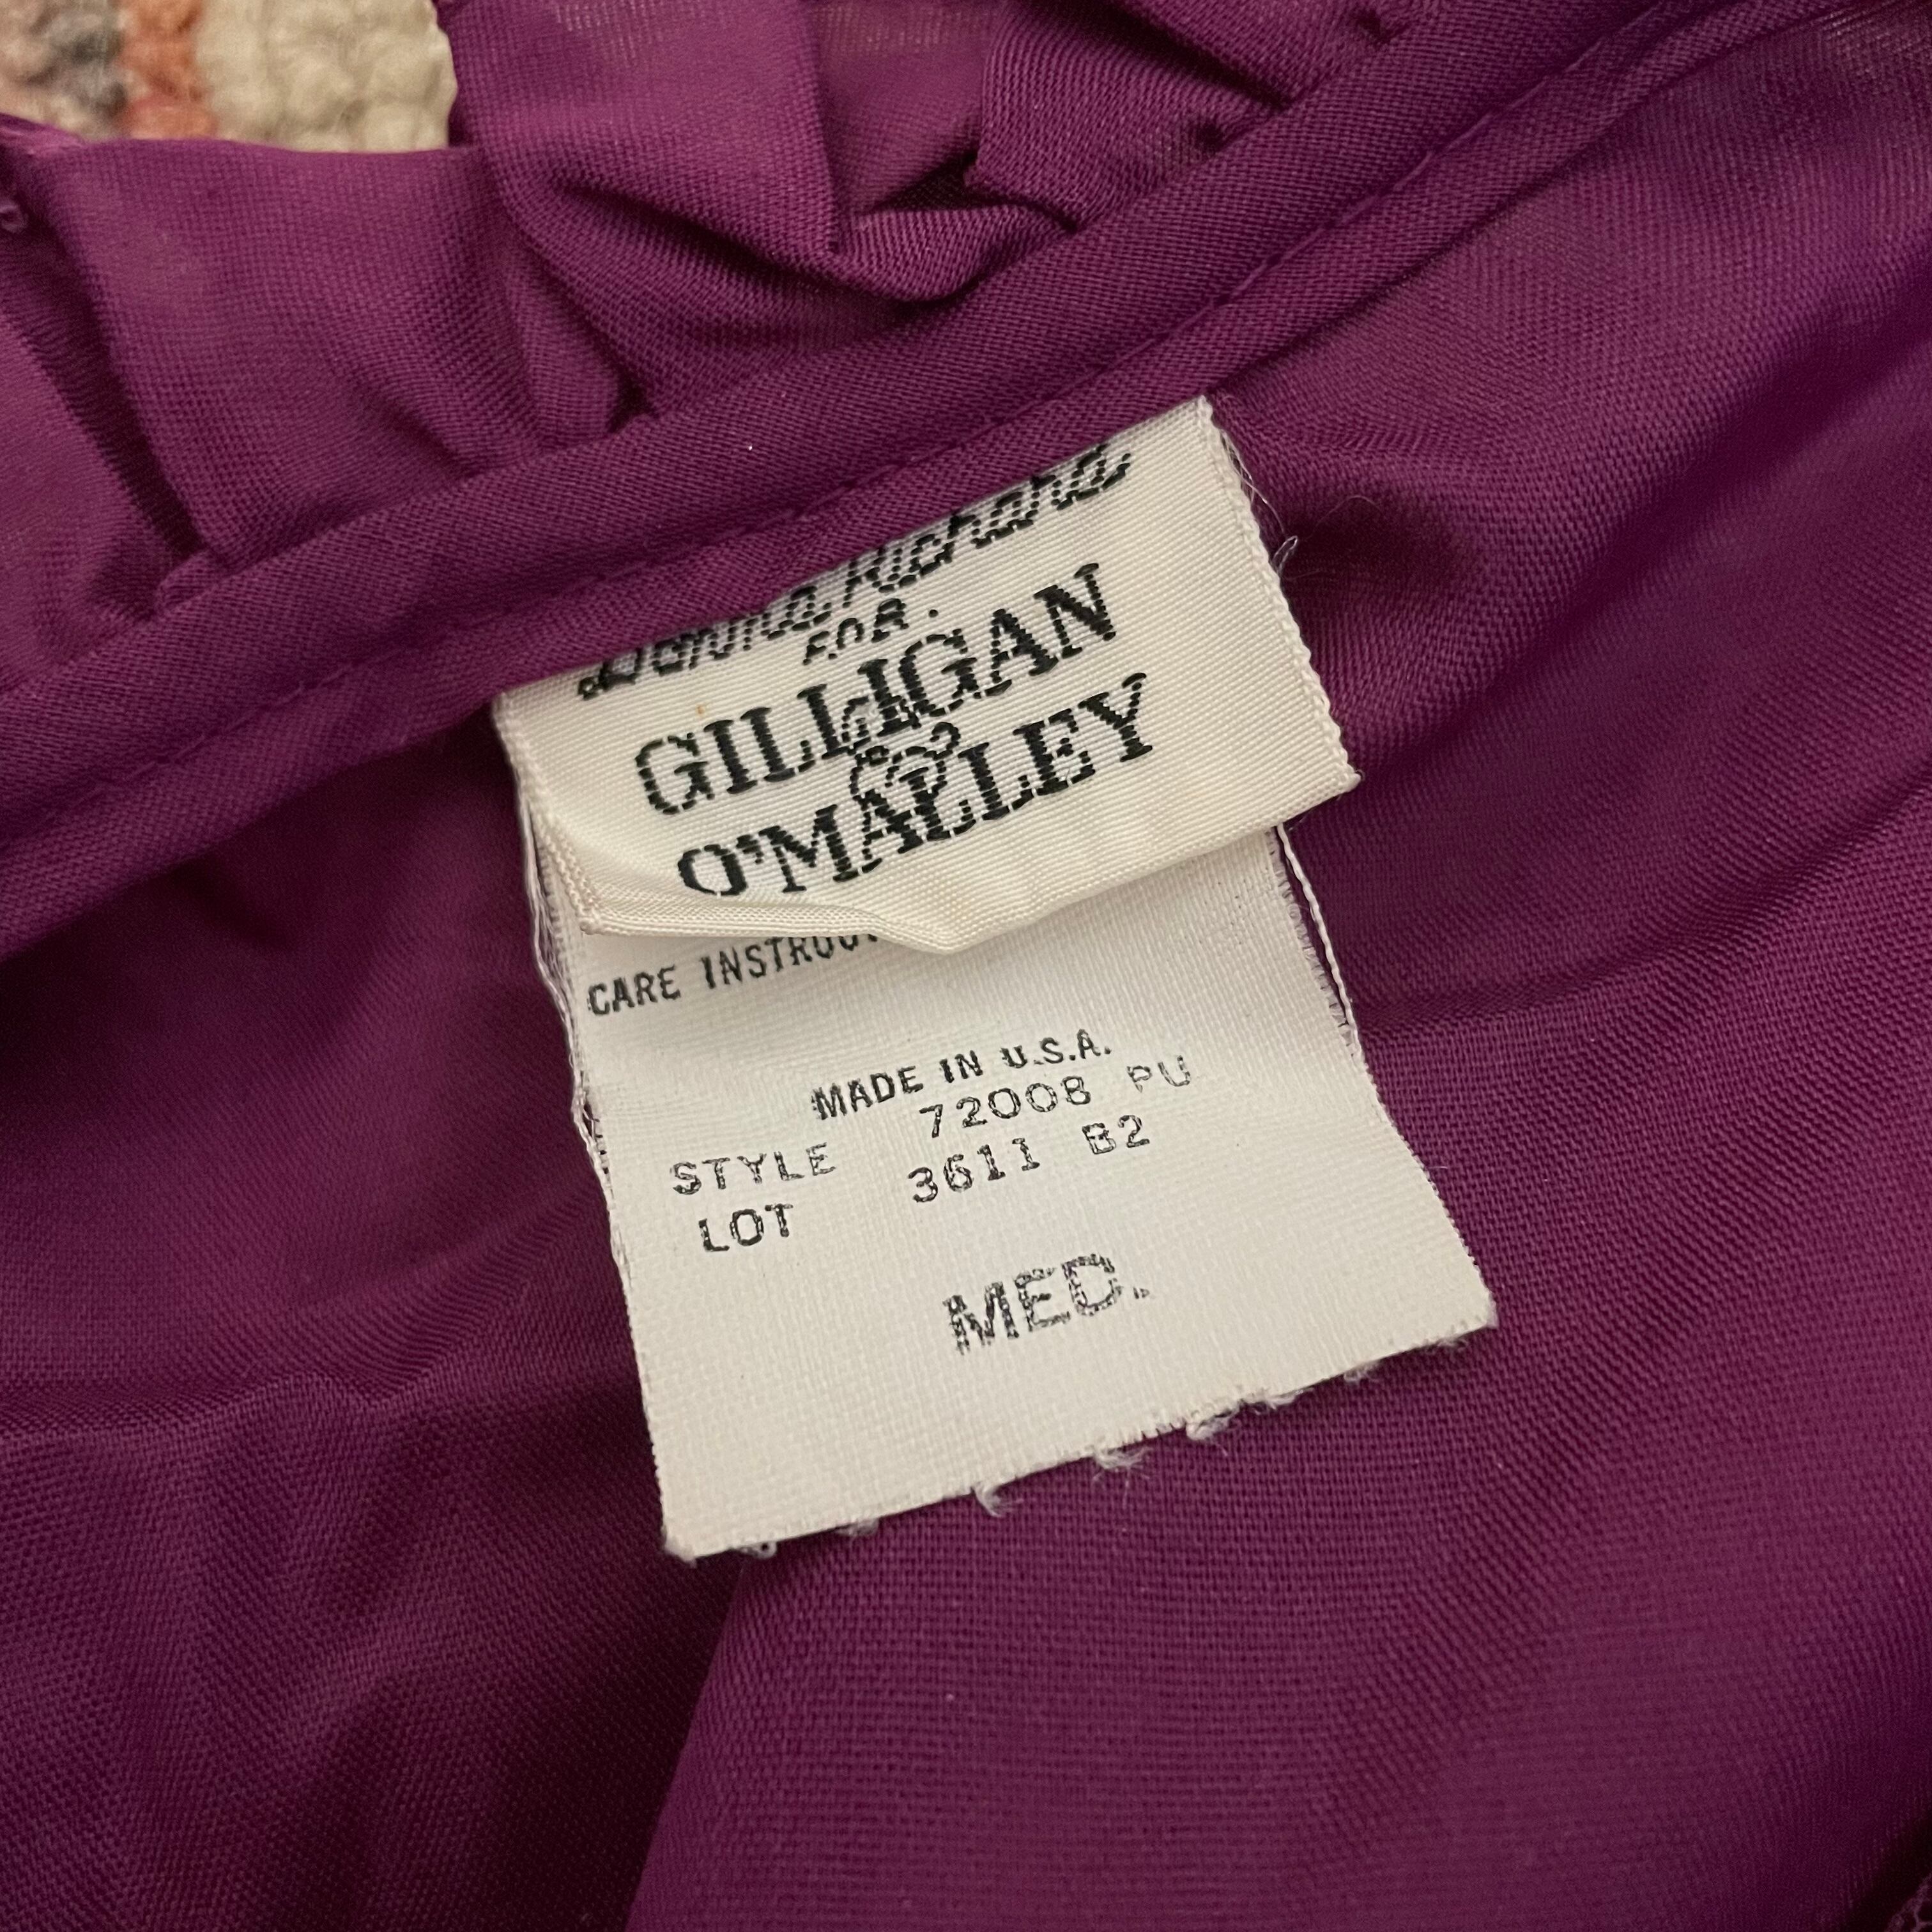 FOR
GILLIGAN
O'MALLEY
CARE INSTRUC
MADE IN U.S.A.
STYLE 72008 PU
LOT 3611 B2
MED.